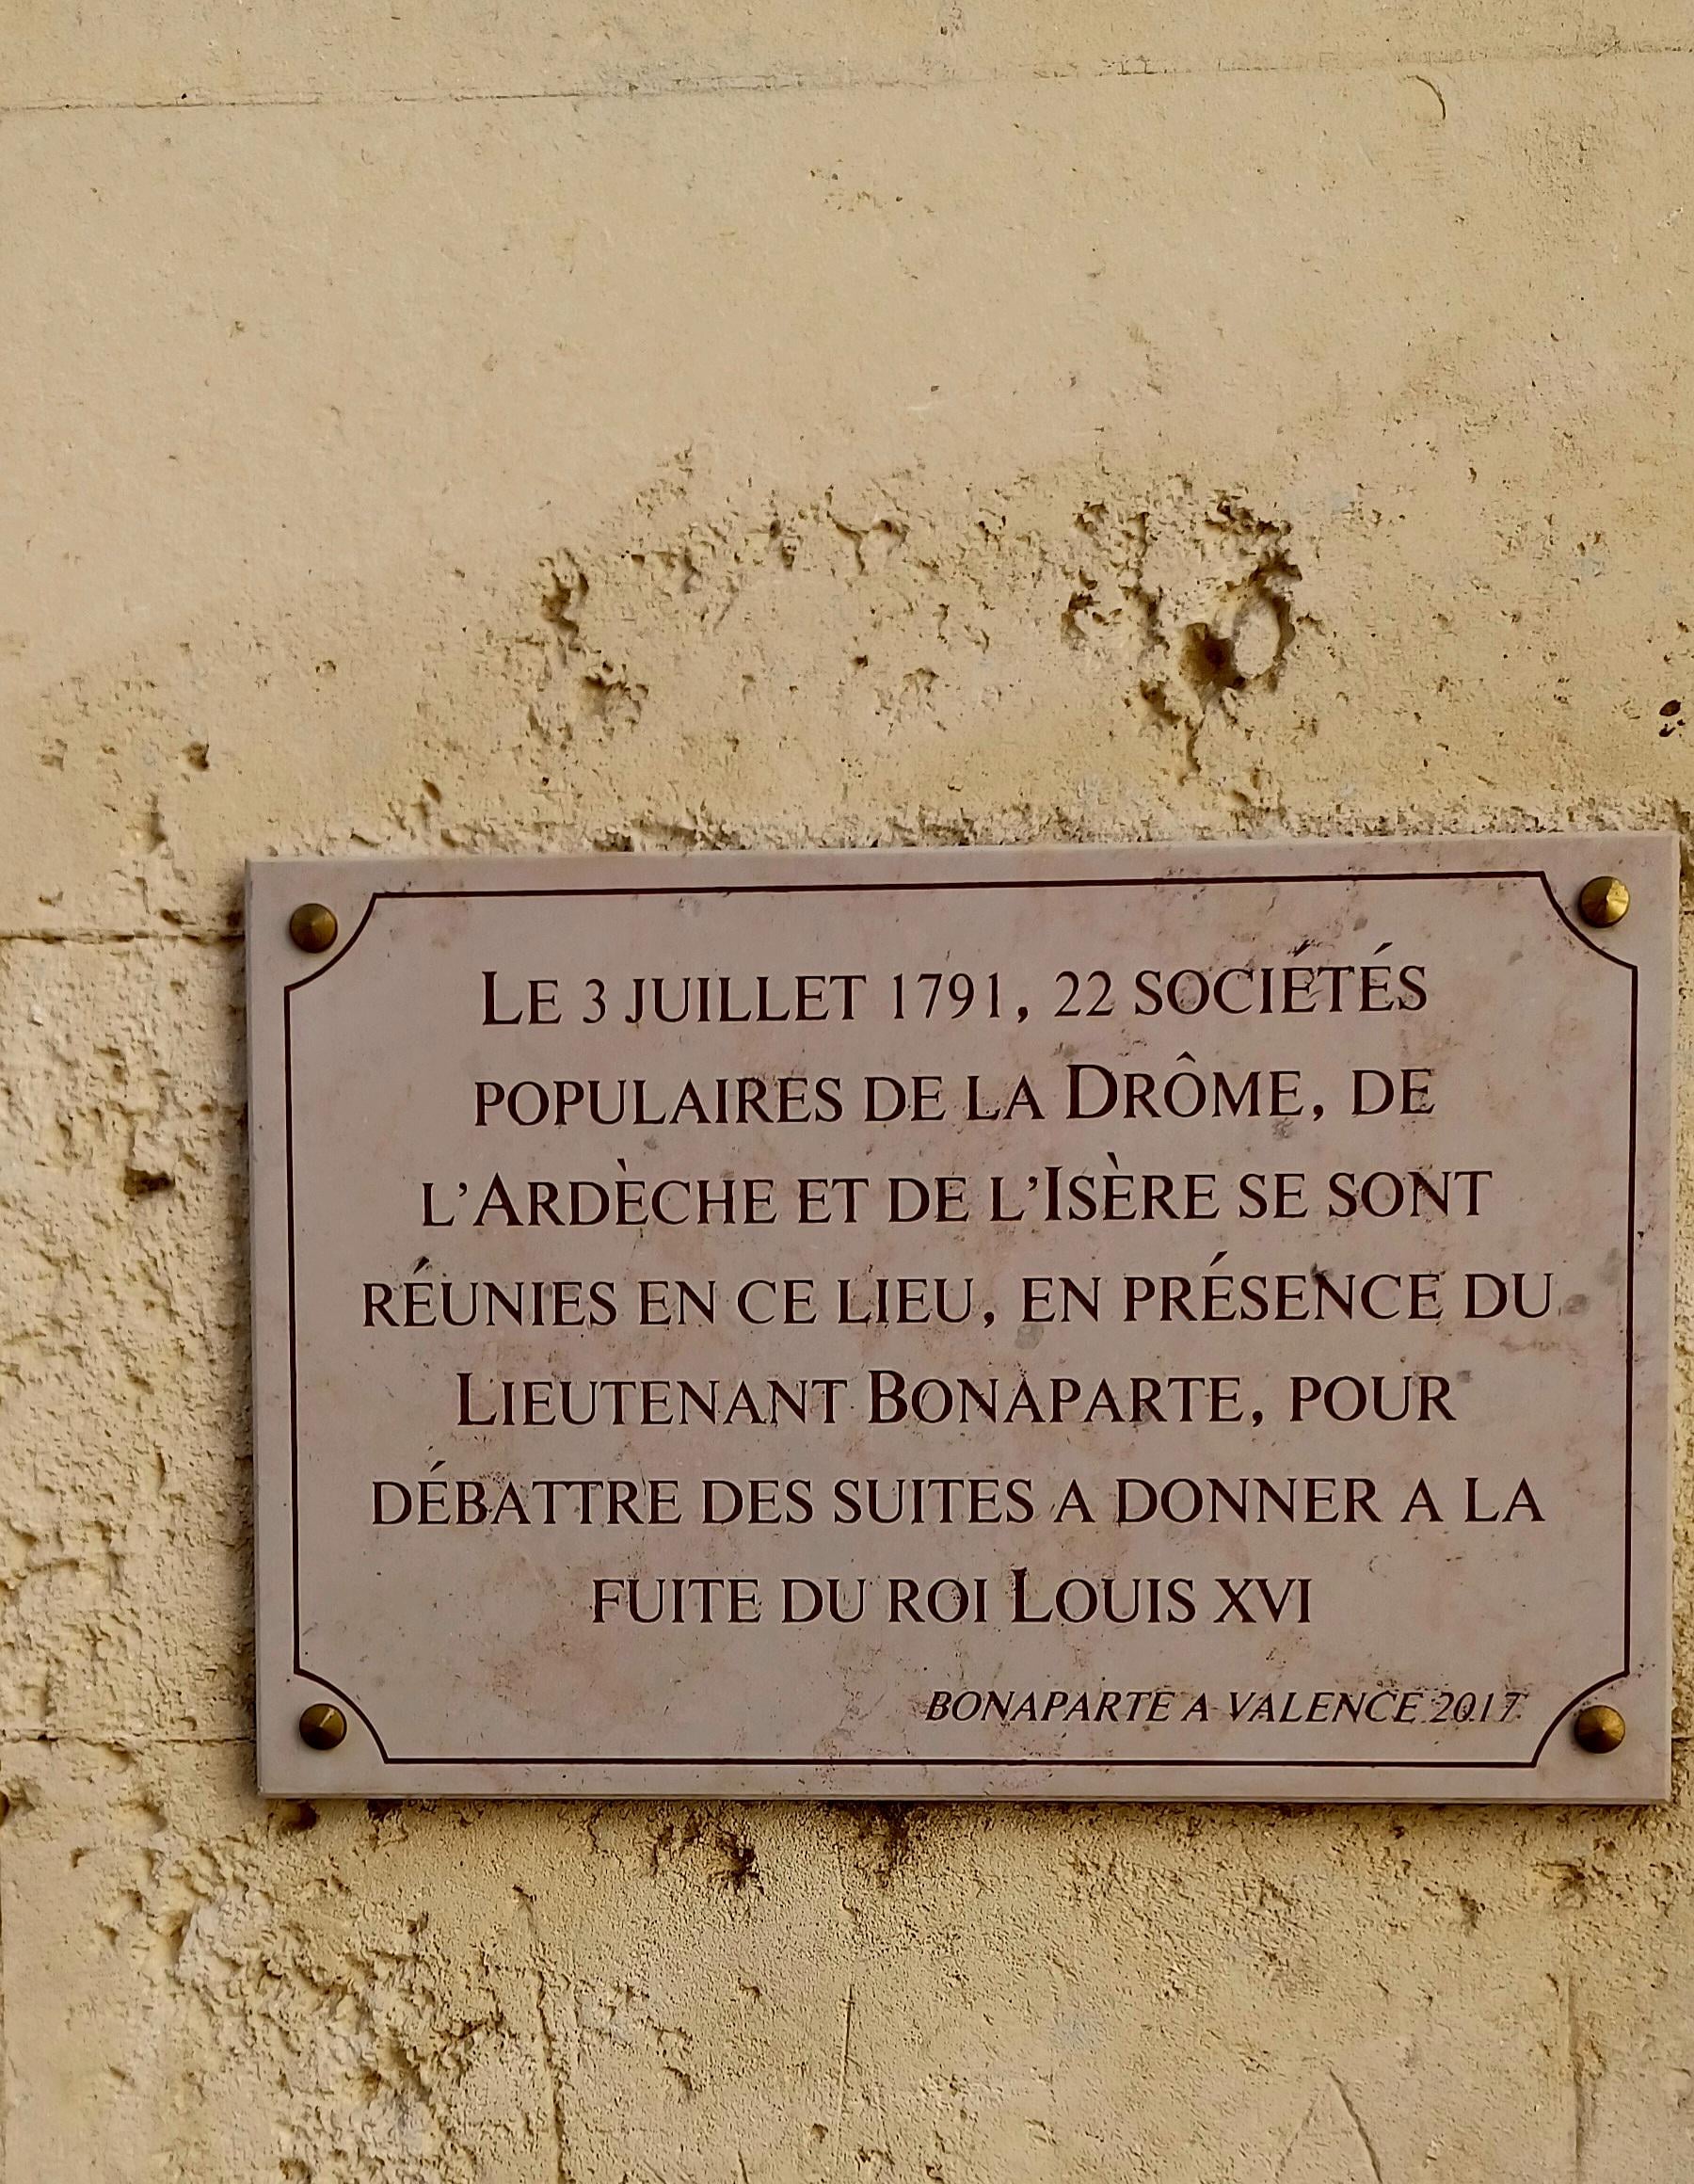 LE 3 JUILLET 1791, 22 SOCIÉTÉS
POPULAIRES DE LA DRÔME, DE
L'ARDÈCHE ET DE L'ISÈRE SE SONT
RÉUNIES EN CE LIEU, EN PRÉSENCE DU
LIEUTENANT BONAPARTE, POUR
DÉBATTRE DES SUITES A DONNER A LA
FUITE DU ROI LOUIS XVI
BONAPARTE A VALENCE 2017